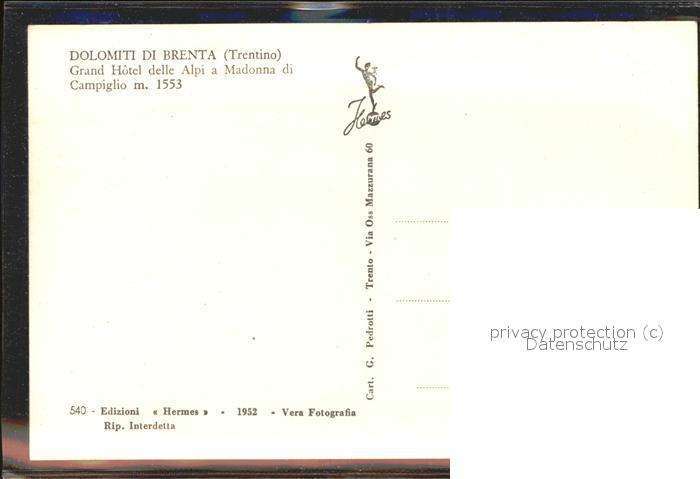 DOLOMITI DI BRENTA (Trentino)
Grand Hôtel delle Alpi a Madonna di
Campiglio m. 1553
Hermes
Cart. G. Pedrotti - Trento - Via Oss Mazzurana 60
540 - Edizioni « Hermes » - 1952 - Vera Fotografia
Rip. Interdetta
privacy protection (c)
Datenschutz